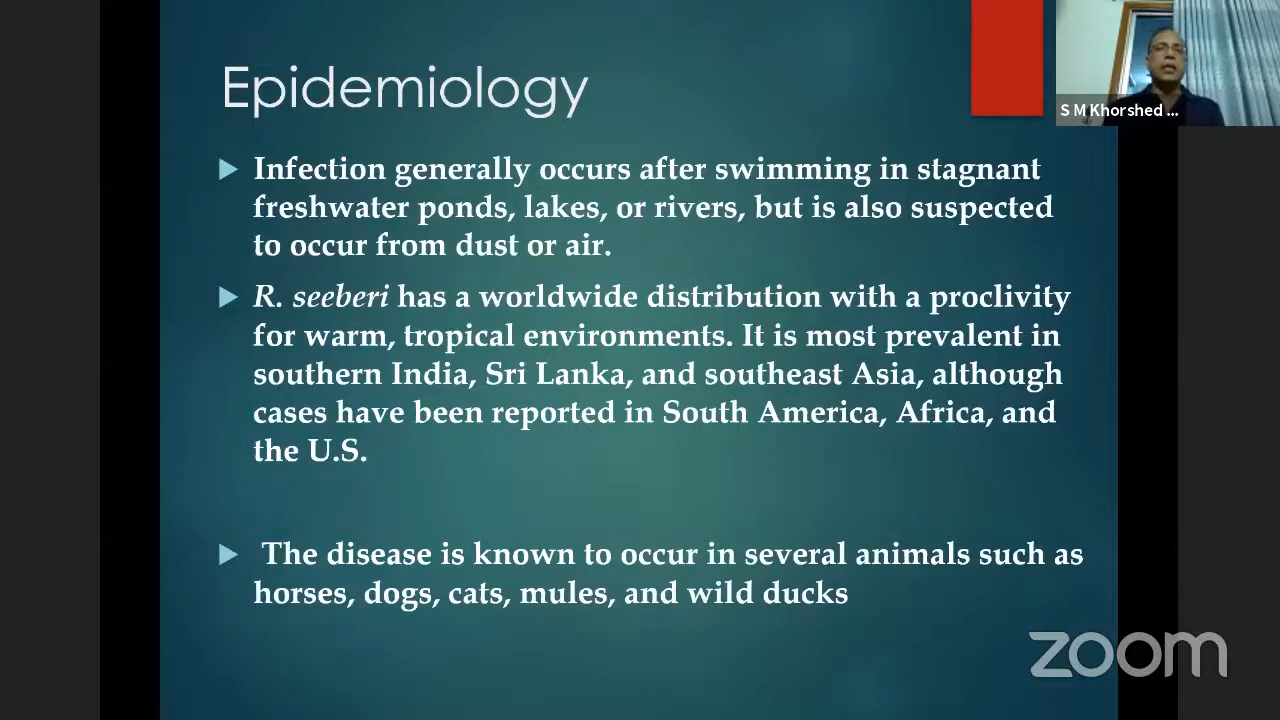 Epidemiology
S M Khorshed ...
Infection generally occurs after swimming in stagnant
freshwater ponds, lakes, or rivers, but is also suspected
to occur from dust or air.
R. seeberi has a worldwide distribution with a proclivity
for warm, tropical environments. It is most prevalent in
southern India, Sri Lanka, and southeast Asia, although
cases have been reported in South America, Africa, and
the U.S.
The disease is known to occur in several animals such as
horses, dogs, cats, mules, and wild ducks
zoom